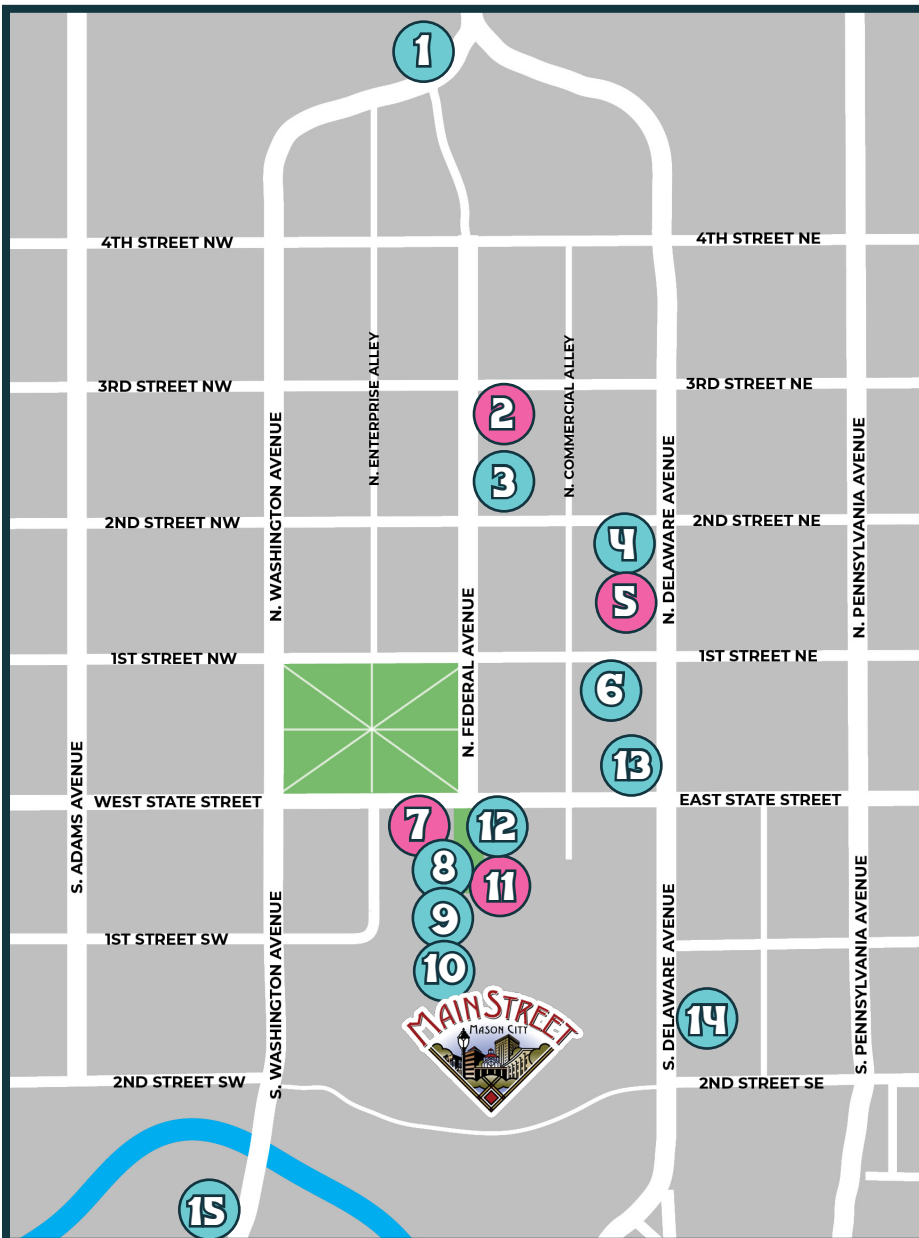 1
4TH STREET NW
4TH STREET NE
N. ENTERPRISE ALLEY
N. COMMERCIAL ALLEY
3RD STREET NW
3RD STREET NE
2
3
N. WASHINGTON AVENUE
N. DELAWARE AVENUE
N. PENNSYLVANIA AVENUE
2ND STREET NW
2ND STREET NE
4
5
N. FEDERAL AVENUE
1ST STREET NW
1ST STREET NE
6
13
S. ADAMS AVENUE
WEST STATE STREET
EAST STATE STREET
7
12
8
11
9
10
1ST STREET SW
S. WASHINGTON AVENUE
S. DELAWARE AVENUE
S. PENNSYLVANIA AVENUE
MAIN STREET
MASON CITY
14
2ND STREET SW
2ND STREET SE
15